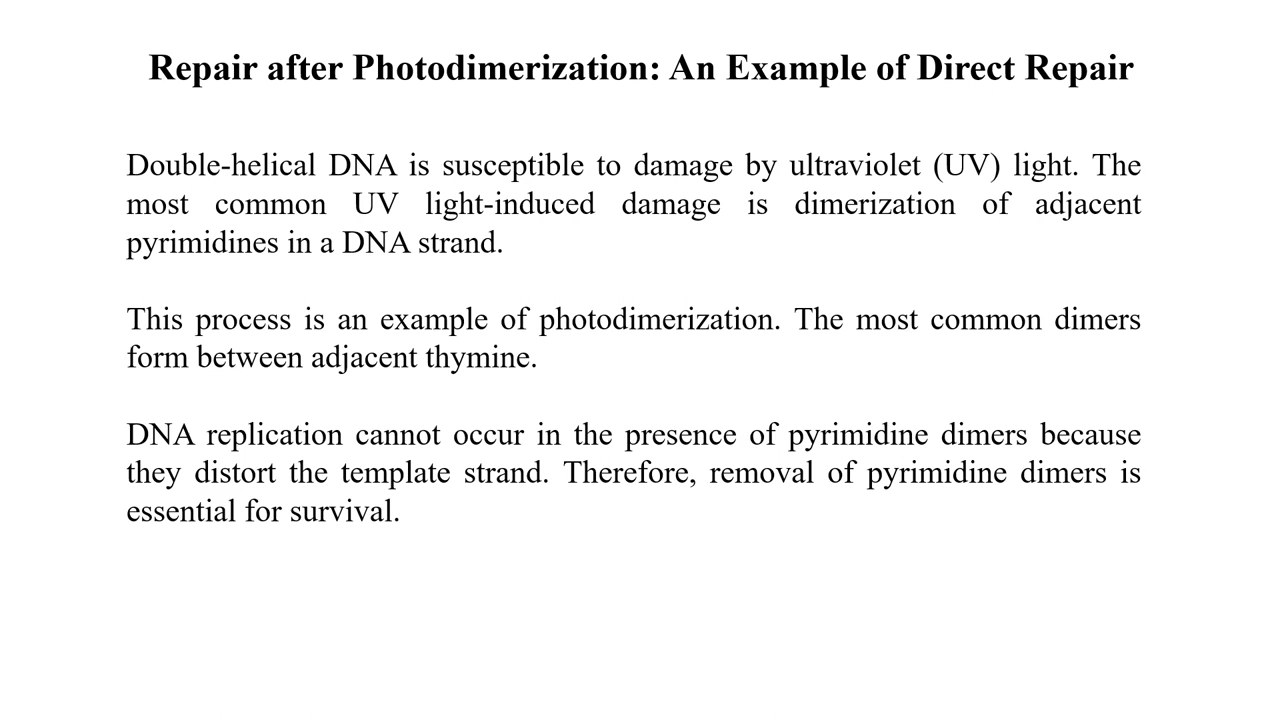 Repair after Photodimerization: An Example of Direct Repair
Double-helical DNA is susceptible to damage by ultraviolet (UV) light. The
most common UV light-induced damage is dimerization of adjacent
pyrimidines in a DNA strand.
This process is an example of photodimerization. The most common dimers
form between adjacent thymine.
DNA replication cannot occur in the presence of pyrimidine dimers because
they distort the template strand. Therefore, removal of pyrimidine dimers is
essential for survival.